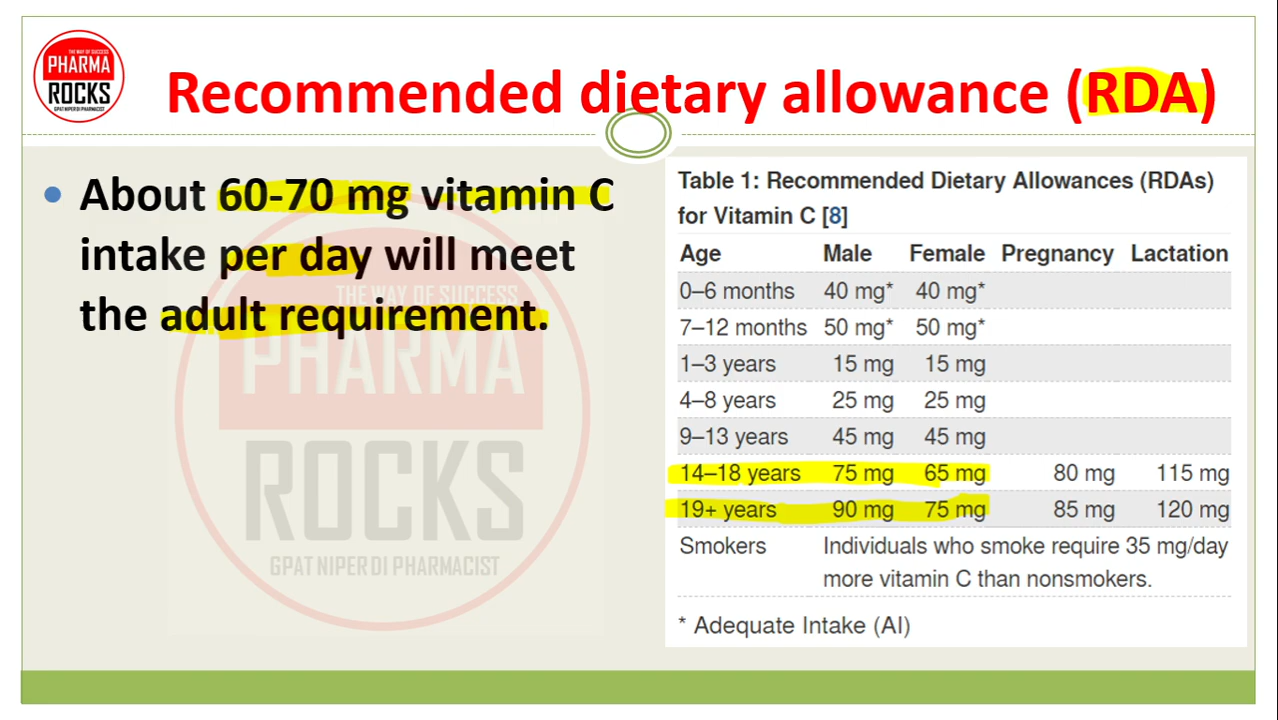 THE WAY OF SUCCESS
PHARMA
ROCKS
GPAT NIPER DI PHARMACIST
Recommended dietary allowance (RDA)
• About 60-70 mg vitamin C
intake per day will meet
the adult requirement.
THE WAY OF SUCCESS
PHARMA
ROCKS
GPAT NIPER DI PHARMACIST
Table 1: Recommended Dietary Allowances (RDAs)
for Vitamin C [8]
Age Male Female Pregnancy Lactation
0–6 months 40 mg* 40 mg*
7–12 months 50 mg* 50 mg*
1–3 years 15 mg 15 mg
4–8 years 25 mg 25 mg
9–13 years 45 mg 45 mg
14–18 years 75 mg 65 mg 80 mg 115 mg
19+ years 90 mg 75 mg 85 mg 120 mg
Smokers Individuals who smoke require 35 mg/day
more vitamin C than nonsmokers.
* Adequate Intake (AI)